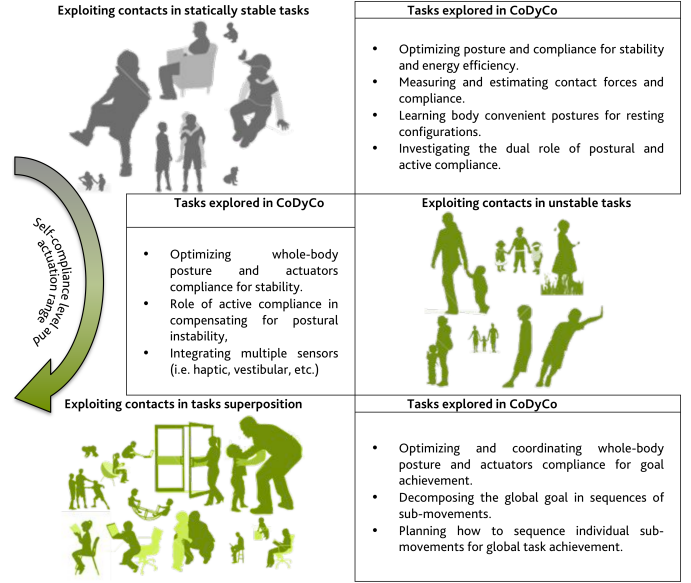 Exploiting contacts in statically stable tasks
Tasks explored in CoDyCo
• Optimizing posture and compliance for stability
and energy efficiency.
• Measuring and estimating contact forces and
compliance.
• Learning body convenient postures for resting
configurations.
• Investigating the dual role of postural and
active compliance.
Self-compliance level and
actuation range
Tasks explored in CoDyCo
• Optimizing whole-body
posture and actuators
compliance for stability.
• Role of active compliance in
compensating for postural
instability,
• Integrating multiple sensors
(i.e. haptic, vestibular, etc.)
Exploiting contacts in unstable tasks
Exploiting contacts in tasks superposition
Tasks explored in CoDyCo
• Optimizing and coordinating whole-body
posture and actuators compliance for goal
achievement.
• Decomposing the global goal in sequences of
sub-movements.
• Planning how to sequence individual sub-
movements for global task achievement.